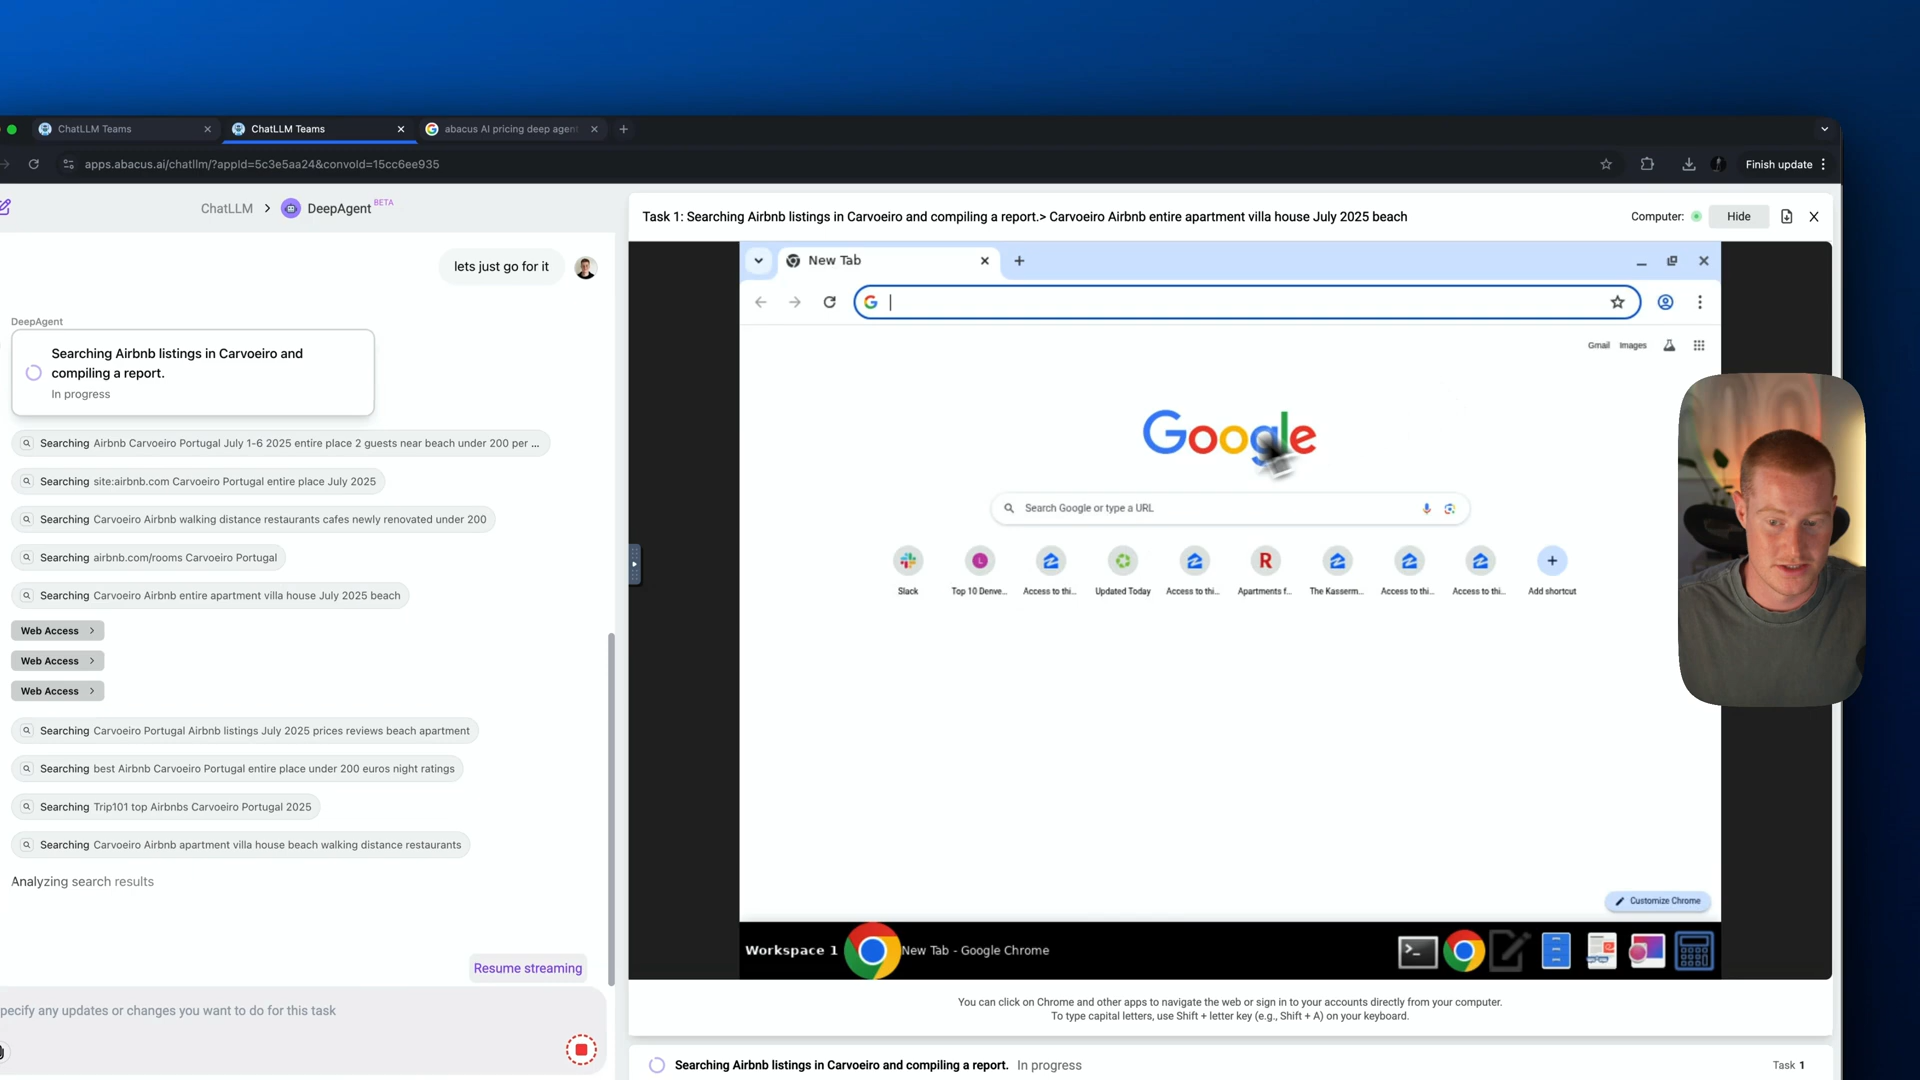 ChatLLM Teams
ChatLLM Teams
abacus AI pricing deep agent
apps.abacus.ai/chatllm/?appId=5c3e5aa24&convoId=15cc6ee935
Finish update
ChatLLM > DeepAgent BETA
lets just go for it
DeepAgent
Searching Airbnb listings in Carvoeiro and
compiling a report.
In progress
Searching Airbnb Carvoeiro Portugal July 1-6 2025 entire place 2 guests near beach under 200 per ...
Searching site:airbnb.com Carvoeiro Portugal entire place July 2025
Searching Carvoeiro Airbnb walking distance restaurants cafes newly renovated under 200
Searching airbnb.com/rooms Carvoeiro Portugal
Searching Carvoeiro Airbnb entire apartment villa house July 2025 beach
Web Access >
Web Access >
Web Access >
Searching Carvoeiro Portugal Airbnb listings July 2025 prices reviews beach apartment
Searching best Airbnb Carvoeiro Portugal entire place under 200 euros night ratings
Searching Trip101 top Airbnbs Carvoeiro Portugal 2025
Searching Carvoeiro Airbnb apartment villa house beach walking distance restaurants
Analyzing search results
Resume streaming
pecify any updates or changes you want to do for this task
Task 1: Searching Airbnb listings in Carvoeiro and compiling a report.> Carvoeiro Airbnb entire apartment villa house July 2025 beach
Computer:
Hide
New Tab
Gmail Images
Google
Search Google or type a URL
Slack
L
Top 10 Denve...
Access to thi...
Updated Today
Access to thi...
R
Apartments f...
The Kasserm...
Access to thi...
Access to thi...
Add shortcut
Customize Chrome
Workspace 1
New Tab - Google Chrome
You can click on Chrome and other apps to navigate the web or sign in to your accounts directly from your computer.
To type capital letters, use Shift + letter key (e.g., Shift + A) on your keyboard.
Searching Airbnb listings in Carvoeiro and compiling a report. In progress
Task 1